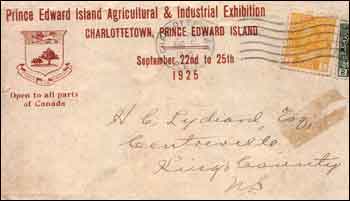 Prince Edward Island Agricultural & Industrial Exhibition
CHARLOTTETOWN, PRINCE EDWARD ISLAND
September 22nd to 25th
1925
Open to all parts
of Canada
H. C. Lydiard Esq.
Centreville
Kings County
NS